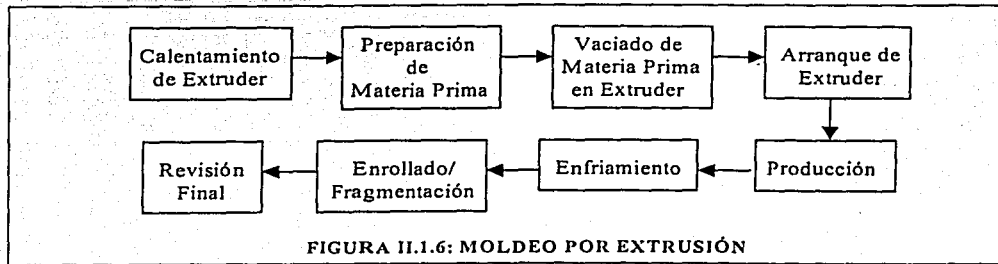 Calentamiento
de Extruder
Preparación
de
Materia Prima
Vaciado de
Materia Prima
en Extruder
Arranque de
Extruder
Producción
Enfriamiento
Enrollado/
Fragmentación
Revisión
Final
FIGURA II.1.6: MOLDEO POR EXTRUSIÓN